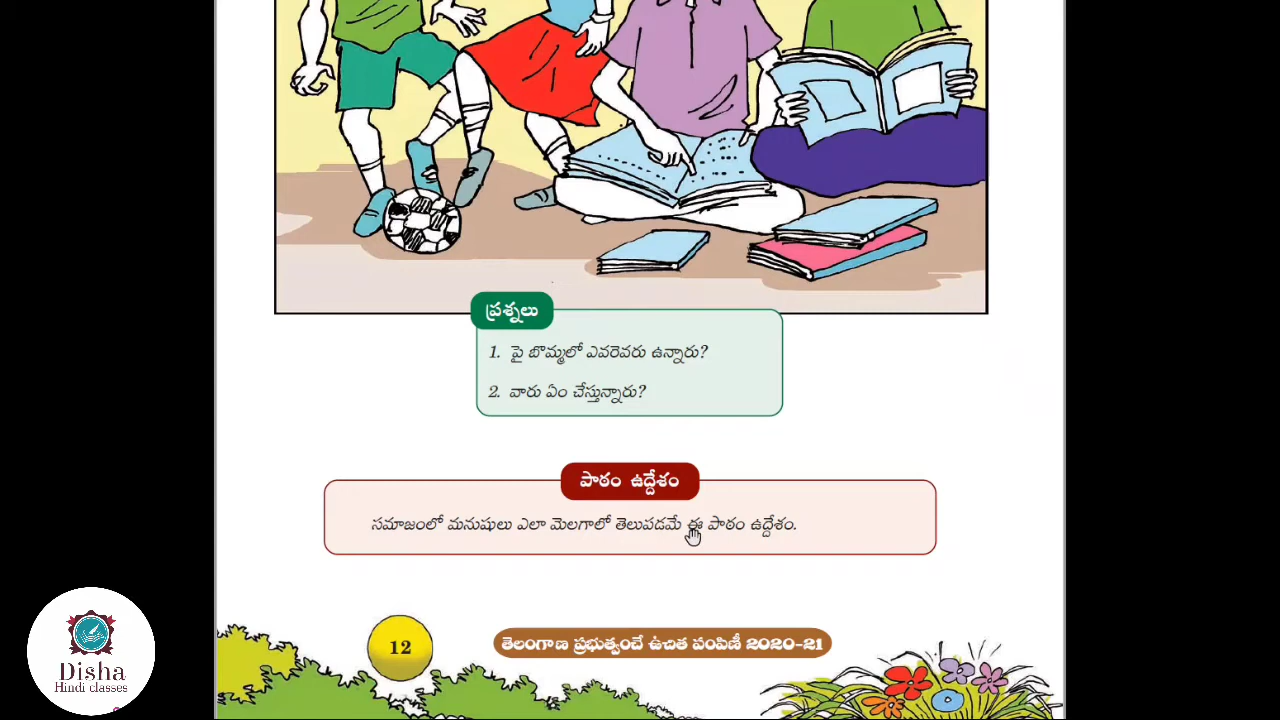 ప్రశ్నలు
1. పై బొమ్మలో ఎవరెవరు ఉన్నారు?
2. వారు ఏం చేస్తున్నారు?
పాఠం ఉద్దేశం
సమాజంలో మనుషులు ఎలా మెలగాలో తెలుపడమే ఈ పాఠం ఉద్దేశం.
12
తెలంగాణ ప్రభుత్వంచే ఉచిత పంపిణీ 2020-21
Disha
Hindi classes